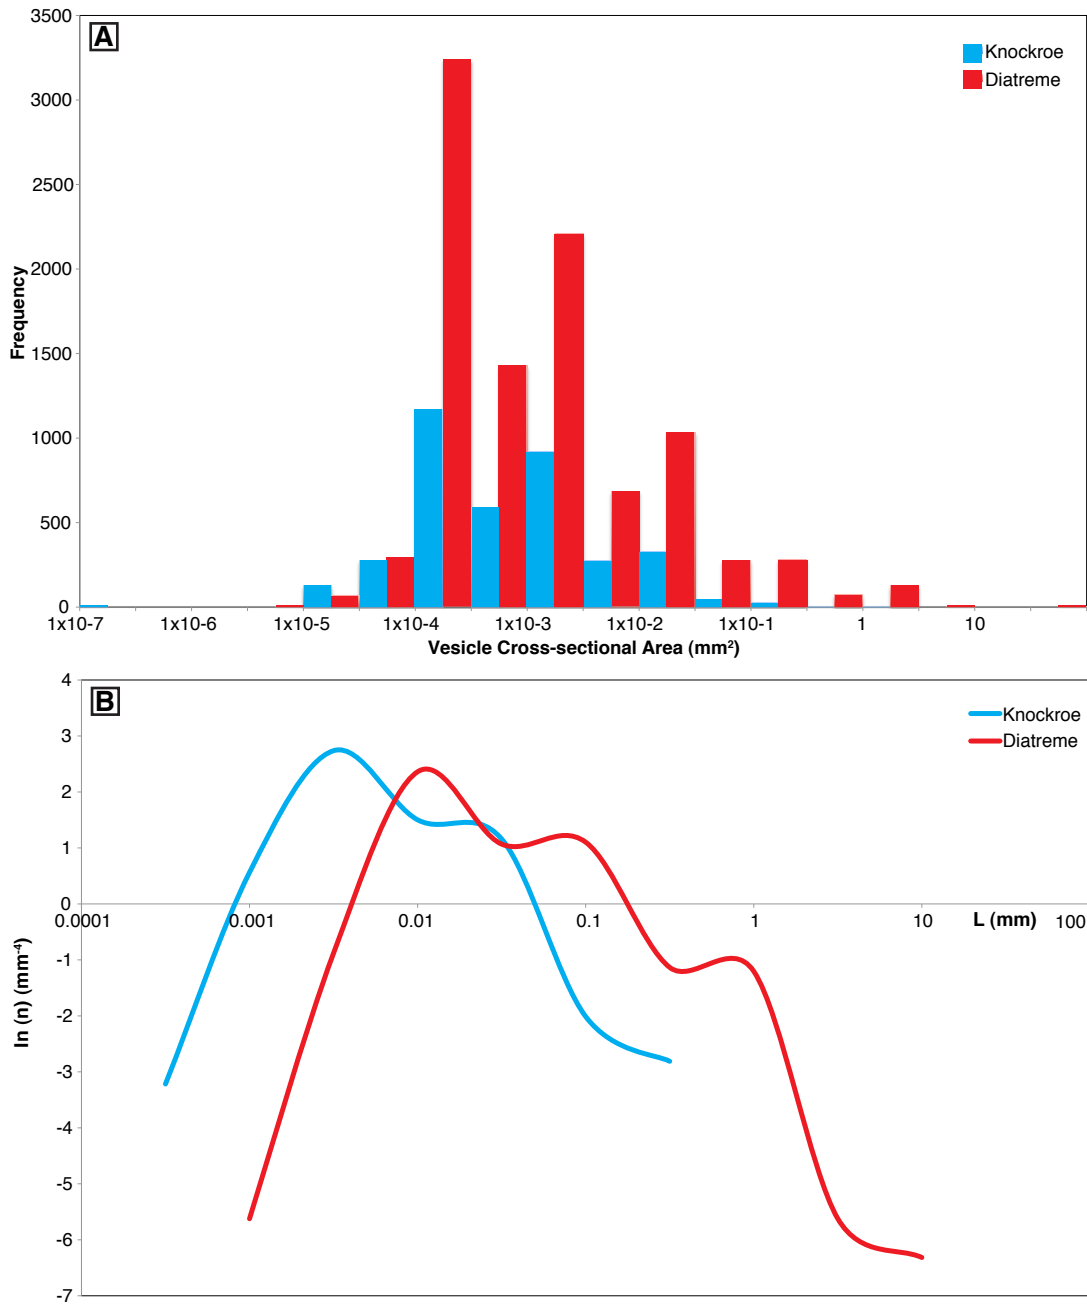 A
3500
3000
2500
2000
1500
1000
500
0
Frequency
Knockroe
Diatreme
1x10-7 1x10-6 1x10-5 1x10-4 1x10-3 1x10-2 1x10-1 1 10
Vesicle Cross-sectional Area (mm²)
B
4
3
2
1
0
-1
-2
-3
-4
-5
-6
-7
ln (n) (mm⁻⁴)
Knockroe
Diatreme
0.0001 0.001 0.01 0.1 1 10 L (mm) 100